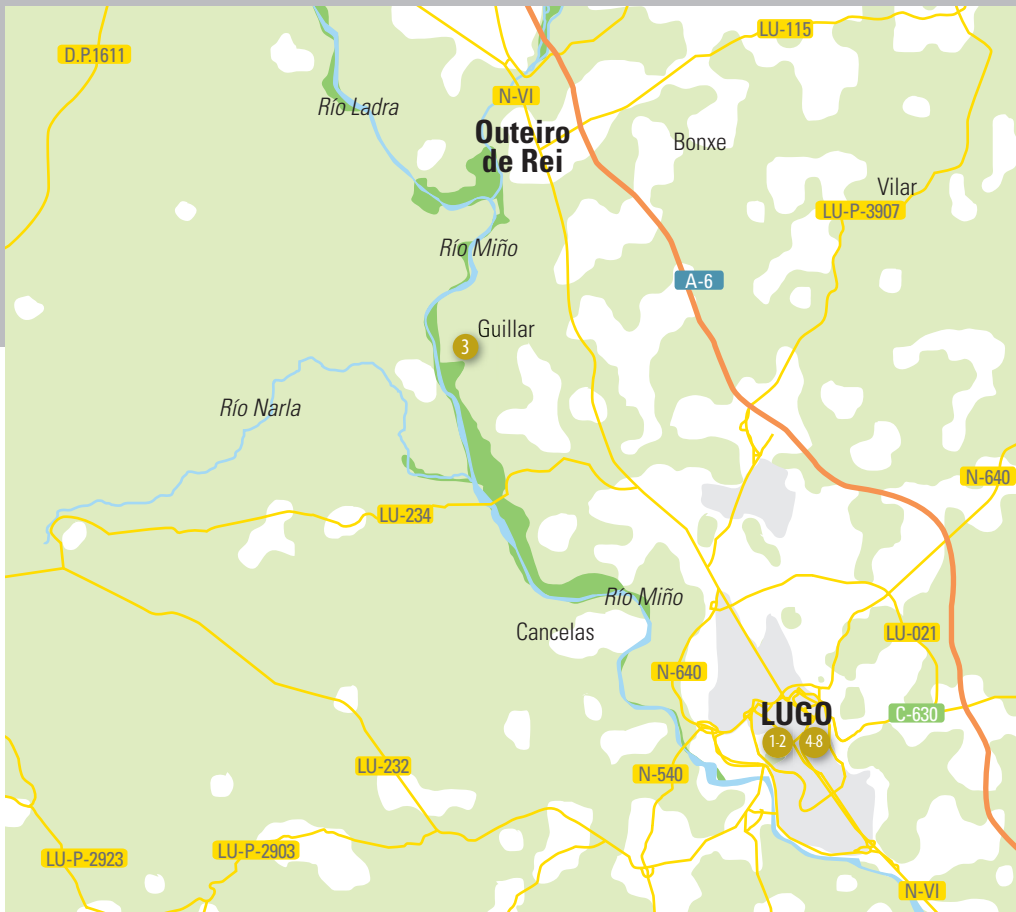 LU-115
D.P.1611
N-VI
Río Ladra
Outeiro
de Rei
Bonxe
Vilar
LU-P-3907
Río Miño
A-6
Guillar
3
Río Narla
N-640
LU-234
Río Miño
Cancelas
LU-021
N-640
LUGO
C-630
1-2
4-8
LU-232
N-540
LU-P-2903
LU-P-2923
N-VI